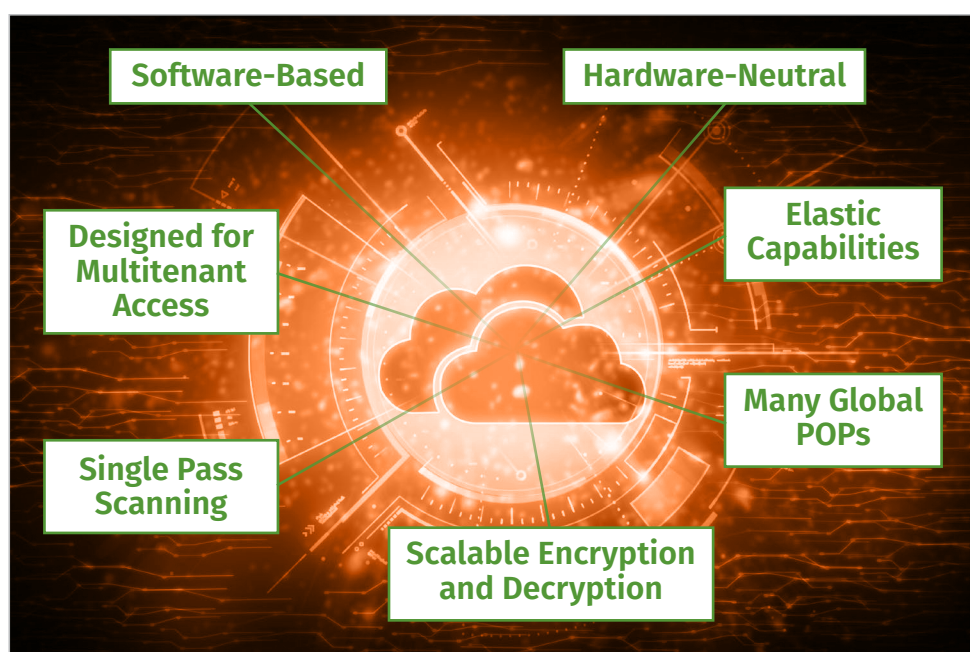 Software-Based
Hardware-Neutral
Designed for
Multitenant
Access
Elastic
Capabilities
Many Global
POPs
Single Pass
Scanning
Scalable Encryption
and Decryption